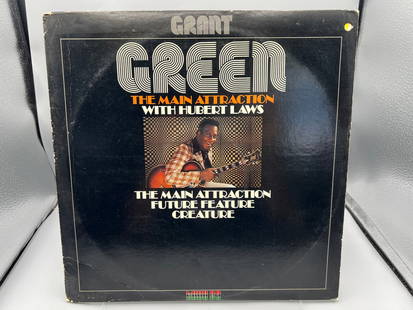 GRANT
GREEN
THE MAIN ATTRACTION
WITH HUBERT LAWS
THE MAIN ATTRACTION
FUTURE FEATURE
CREATURE